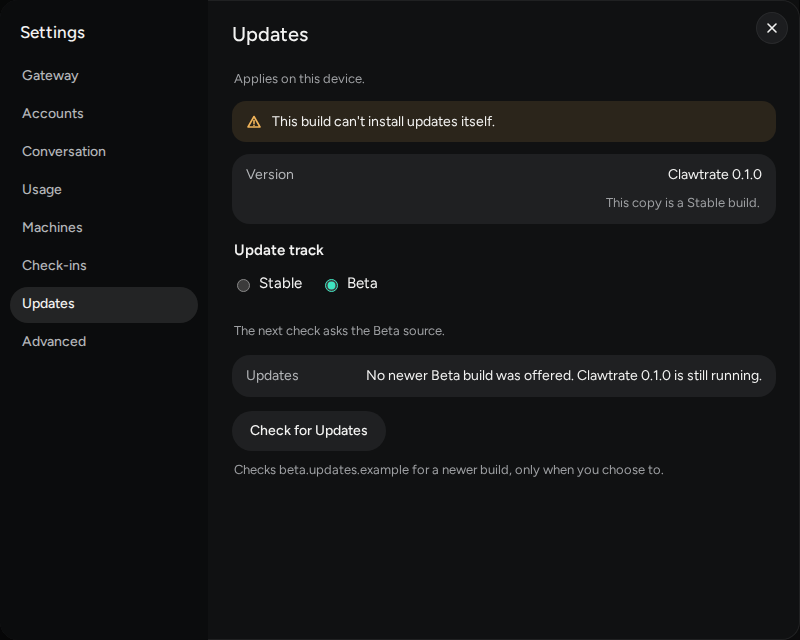 Settings
Gateway
Accounts
Conversation
Usage
Machines
Check-ins
Updates
Advanced
Updates
Applies on this device.
This build can't install updates itself.
Version Clawtrate 0.1.0
This copy is a Stable build.
Update track
Stable Beta
The next check asks the Beta source.
Updates No newer Beta build was offered. Clawtrate 0.1.0 is still running.
Check for Updates
Checks beta.updates.example for a newer build, only when you choose to.